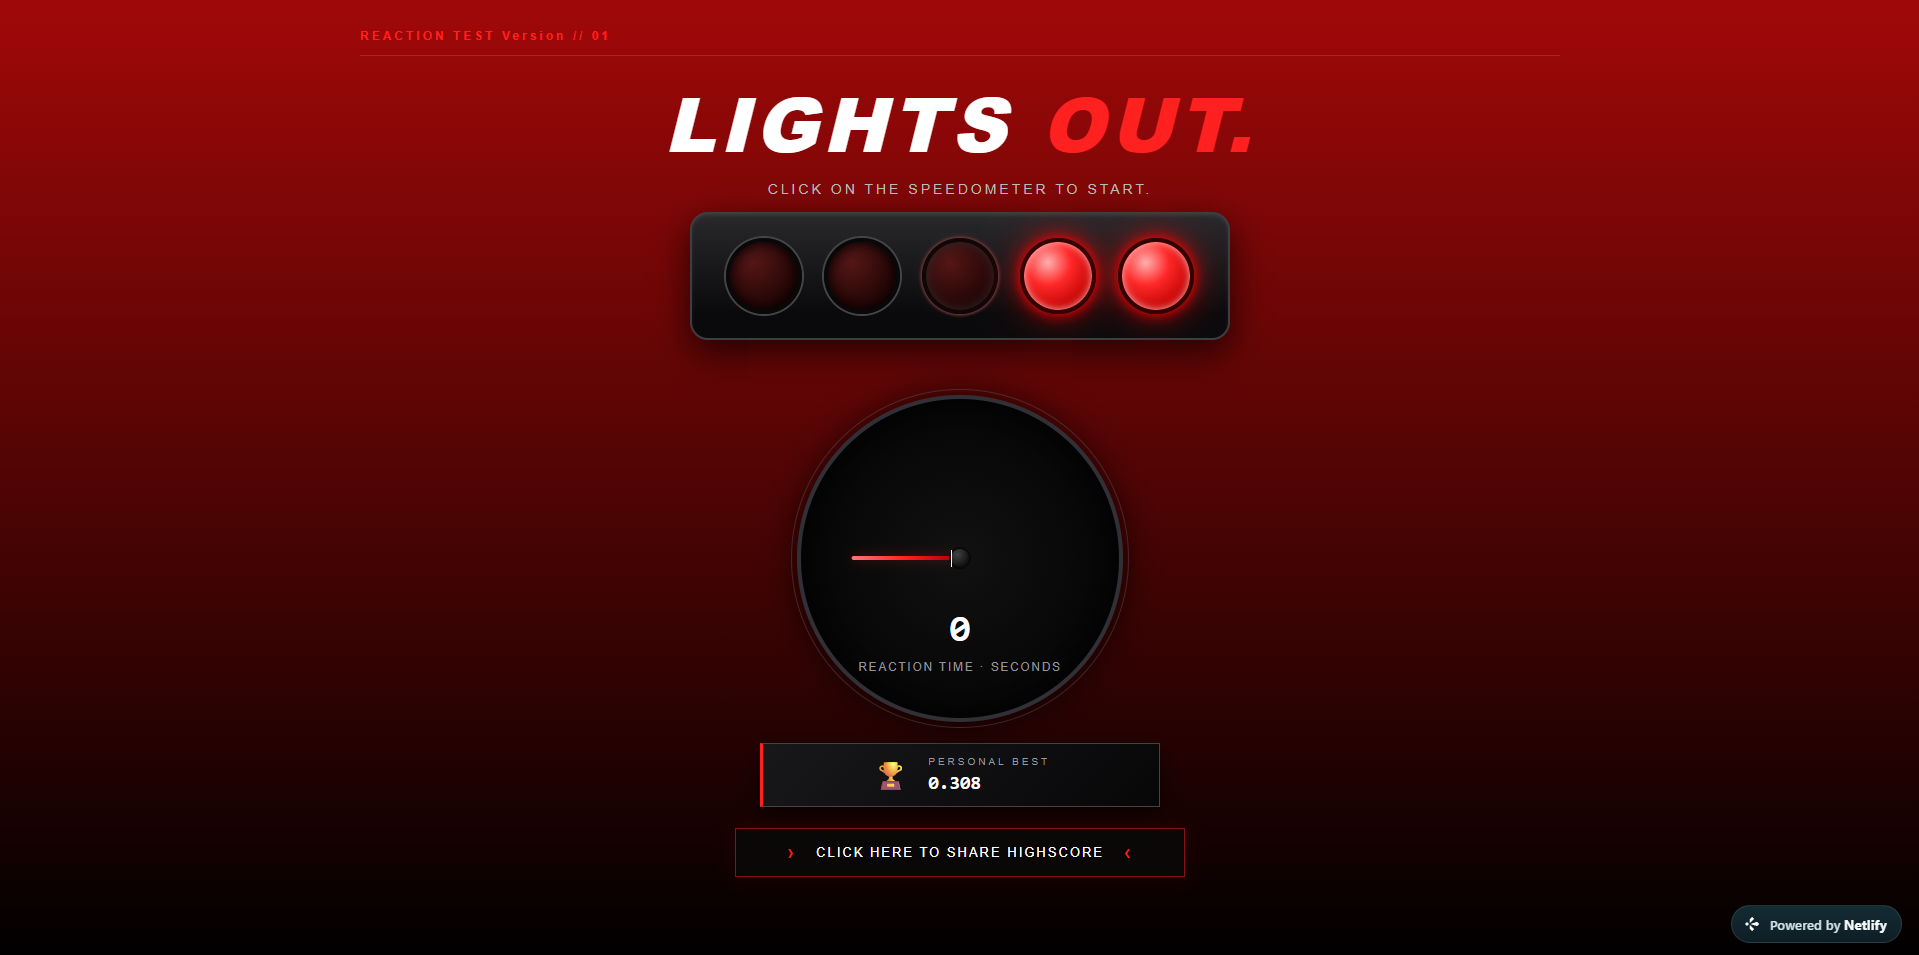 REACTION TEST Version // 01
LIGHTS OUT.
CLICK ON THE SPEEDOMETER TO START.
0
REACTION TIME · SECONDS
PERSONAL BEST
0.308
› CLICK HERE TO SHARE HIGHSCORE ‹
Powered by Netlify